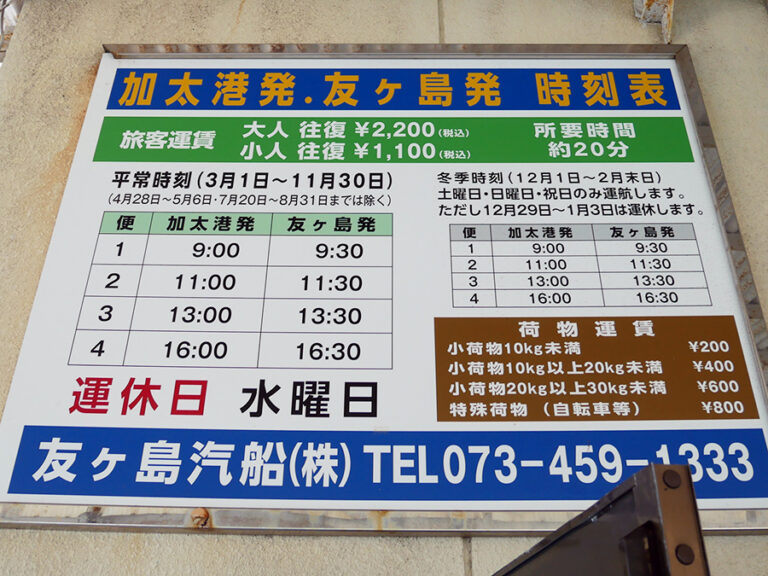 加太港発.友ヶ島発 時刻表
旅客運賃 大人 往復 ¥2,200(税込) 所要時間
小人 往復 ¥1,100(税込) 約20分
平常時刻(3月1日〜11月30日)
(4月28日〜5月6日・7月20日〜8月31日までは除く)
便 加太港発 友ヶ島発
1 9:00 9:30
2 11:00 11:30
3 13:00 13:30
4 16:00 16:30
運休日 水曜日
冬季時刻(12月1日〜2月末日)
土曜日・日曜日・祝日のみ運航します。
ただし12月29日〜1月3日は運休します。
便 加太港発 友ヶ島発
1 9:00 9:30
2 11:00 11:30
3 13:00 13:30
4 16:00 16:30
荷物運賃
小荷物10kg未満 ¥200
小荷物10kg以上20kg未満 ¥400
小荷物20kg以上30kg未満 ¥600
特殊荷物(自転車等) ¥800
友ヶ島汽船(株) TEL073-459-1333